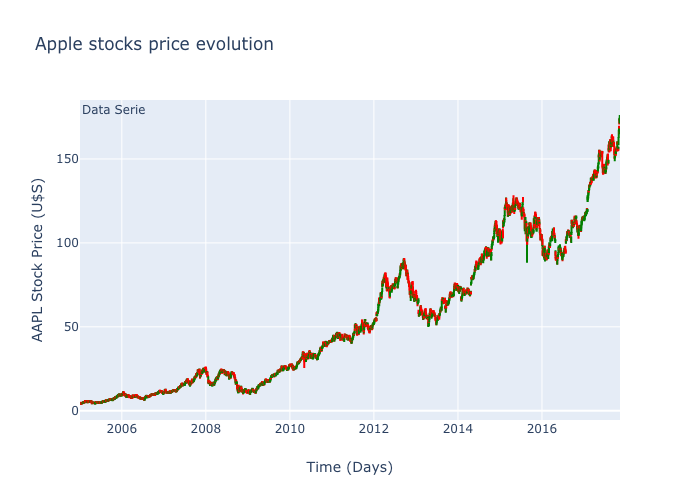 Apple stocks price evolution
Data Serie
AAPL Stock Price (U$S)
150
100
50
0
2006
2008
2010
2012
2014
2016
Time (Days)